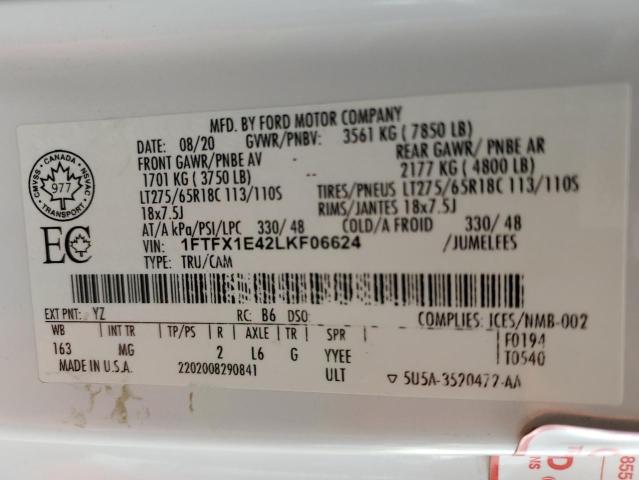 MFD. BY FORD MOTOR COMPANY
DATE: 08/20 GVWR/PNBV: 3561 KG ( 7850 LB)
FRONT GAWR/PNBE AV REAR GAWR/ PNBE AR
1701 KG ( 3750 LB) 2177 KG ( 4800 LB)
LT275/65R18C 113/110S TIRES/PNEUS LT275/65R18C 113/110S
18x7.5J RIMS/JANTES 18x7.5J
AT/A kPa/PSI/LPC 330/ 48 COLD/A FROID 330/ 48
VIN: 1FTFX1E42LKF06624 /JUMELFES
TYPE: TRU/CAM
CMVSS CANADA NSVAC
977
TRANSPORT
EC
EXT PNT: YZ RC: B6 DSO:
COMPLIES: ICES/NMB-002
WB INT TR TP/PS R AXLE TR SPR
163 MG 2 L6 G YYEE
F0194
T0540
MADE IN U.S.A. 2202008290841 ULT
▽ 5U5A-3520472-AA
855
D
NS